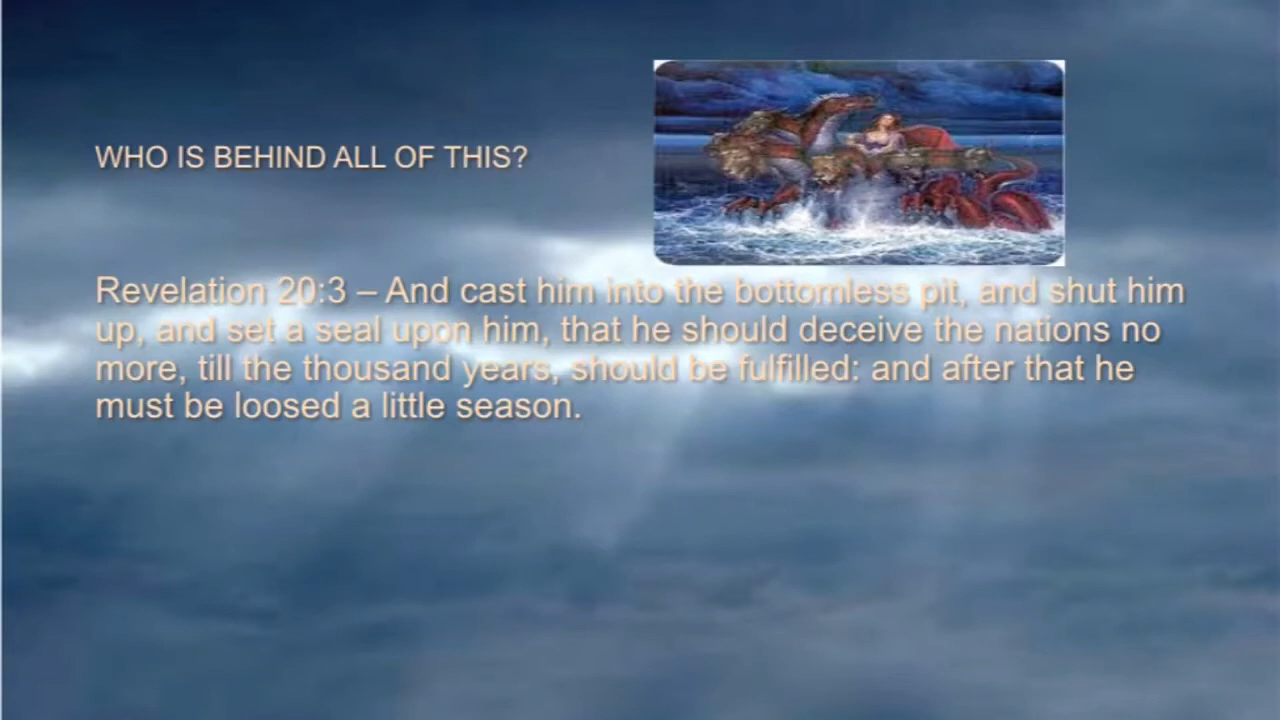 WHO IS BEHIND ALL OF THIS?
Revelation 20:3 – And cast him into the bottomless pit, and shut him
up, and set a seal upon him, that he should deceive the nations no
more, till the thousand years, should be fulfilled: and after that he
must be loosed a little season.